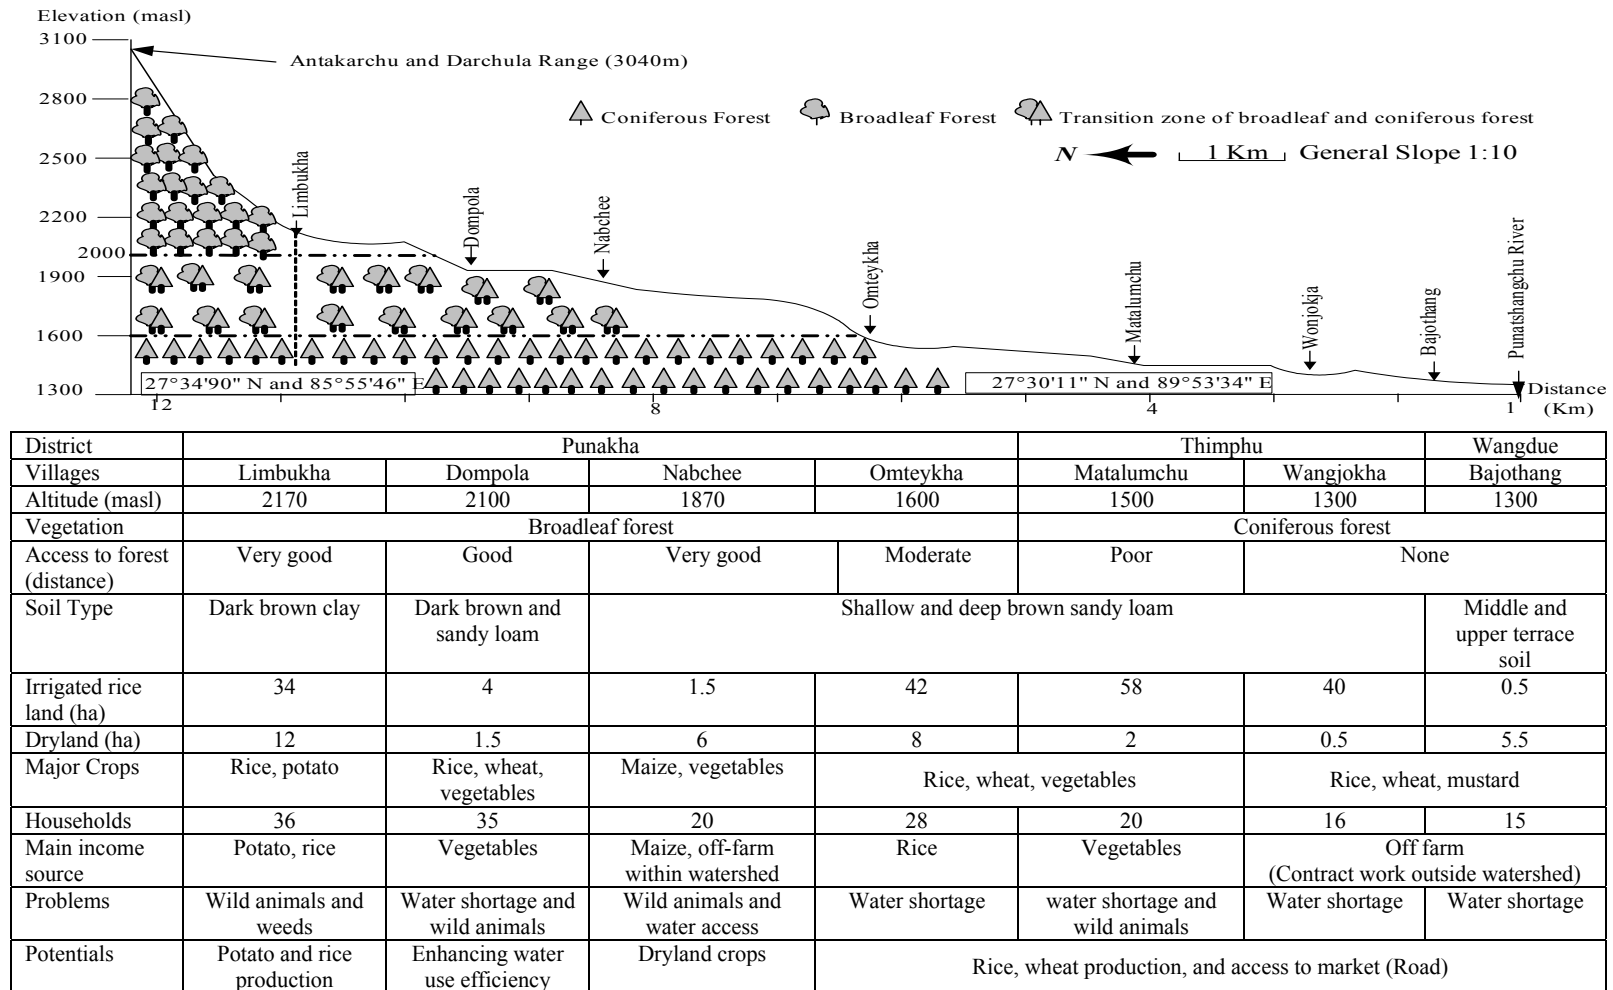 Elevation (masl)
3100
Antakarchu and Darchula Range (3040m)
2800
Coniferous Forest
Broadleaf Forest
Transition zone of broadleaf and coniferous forest
N
1 Km
General Slope 1:10
2500
2200
2000
1900
1600
1300
Limbukha
Dompola
Nabchee
Omteykha
Matalumchu
Wonjokja
Bajothang
Punatshangchu River
27°34'90" N and 85°55'46" E
27°30'11" N and 89°53'34" E
12
8
4
1
Distance
(Km)
District Punakha Thimphu Wangdue
Villages Limbukha Dompola Nabchee Omteykha Matalumchu Wangjokha Bajothang
Altitude (masl) 2170 2100 1870 1600 1500 1300 1300
Vegetation Broadleaf forest Coniferous forest
Access to forest Very good Good Very good Moderate Poor None
(distance)
Soil Type Dark brown clay Dark brown and Shallow and deep brown sandy loam Middle and
sandy loam upper terrace
soil
Irrigated rice 34 4 1.5 42 58 40 0.5
land (ha)
Dryland (ha) 12 1.5 6 8 2 0.5 5.5
Major Crops Rice, potato Rice, wheat, Maize, vegetables Rice, wheat, vegetables Rice, wheat, mustard
vegetables
Households 36 35 20 28 20 16 15
Main income Potato, rice Vegetables Maize, off-farm Rice Vegetables Off farm
source within watershed (Contract work outside watershed)
Problems Wild animals and Water shortage and Wild animals and Water shortage water shortage and Water shortage Water shortage
weeds wild animals water access wild animals
Potentials Potato and rice Enhancing water Dryland crops Rice, wheat production, and access to market (Road)
production use efficiency